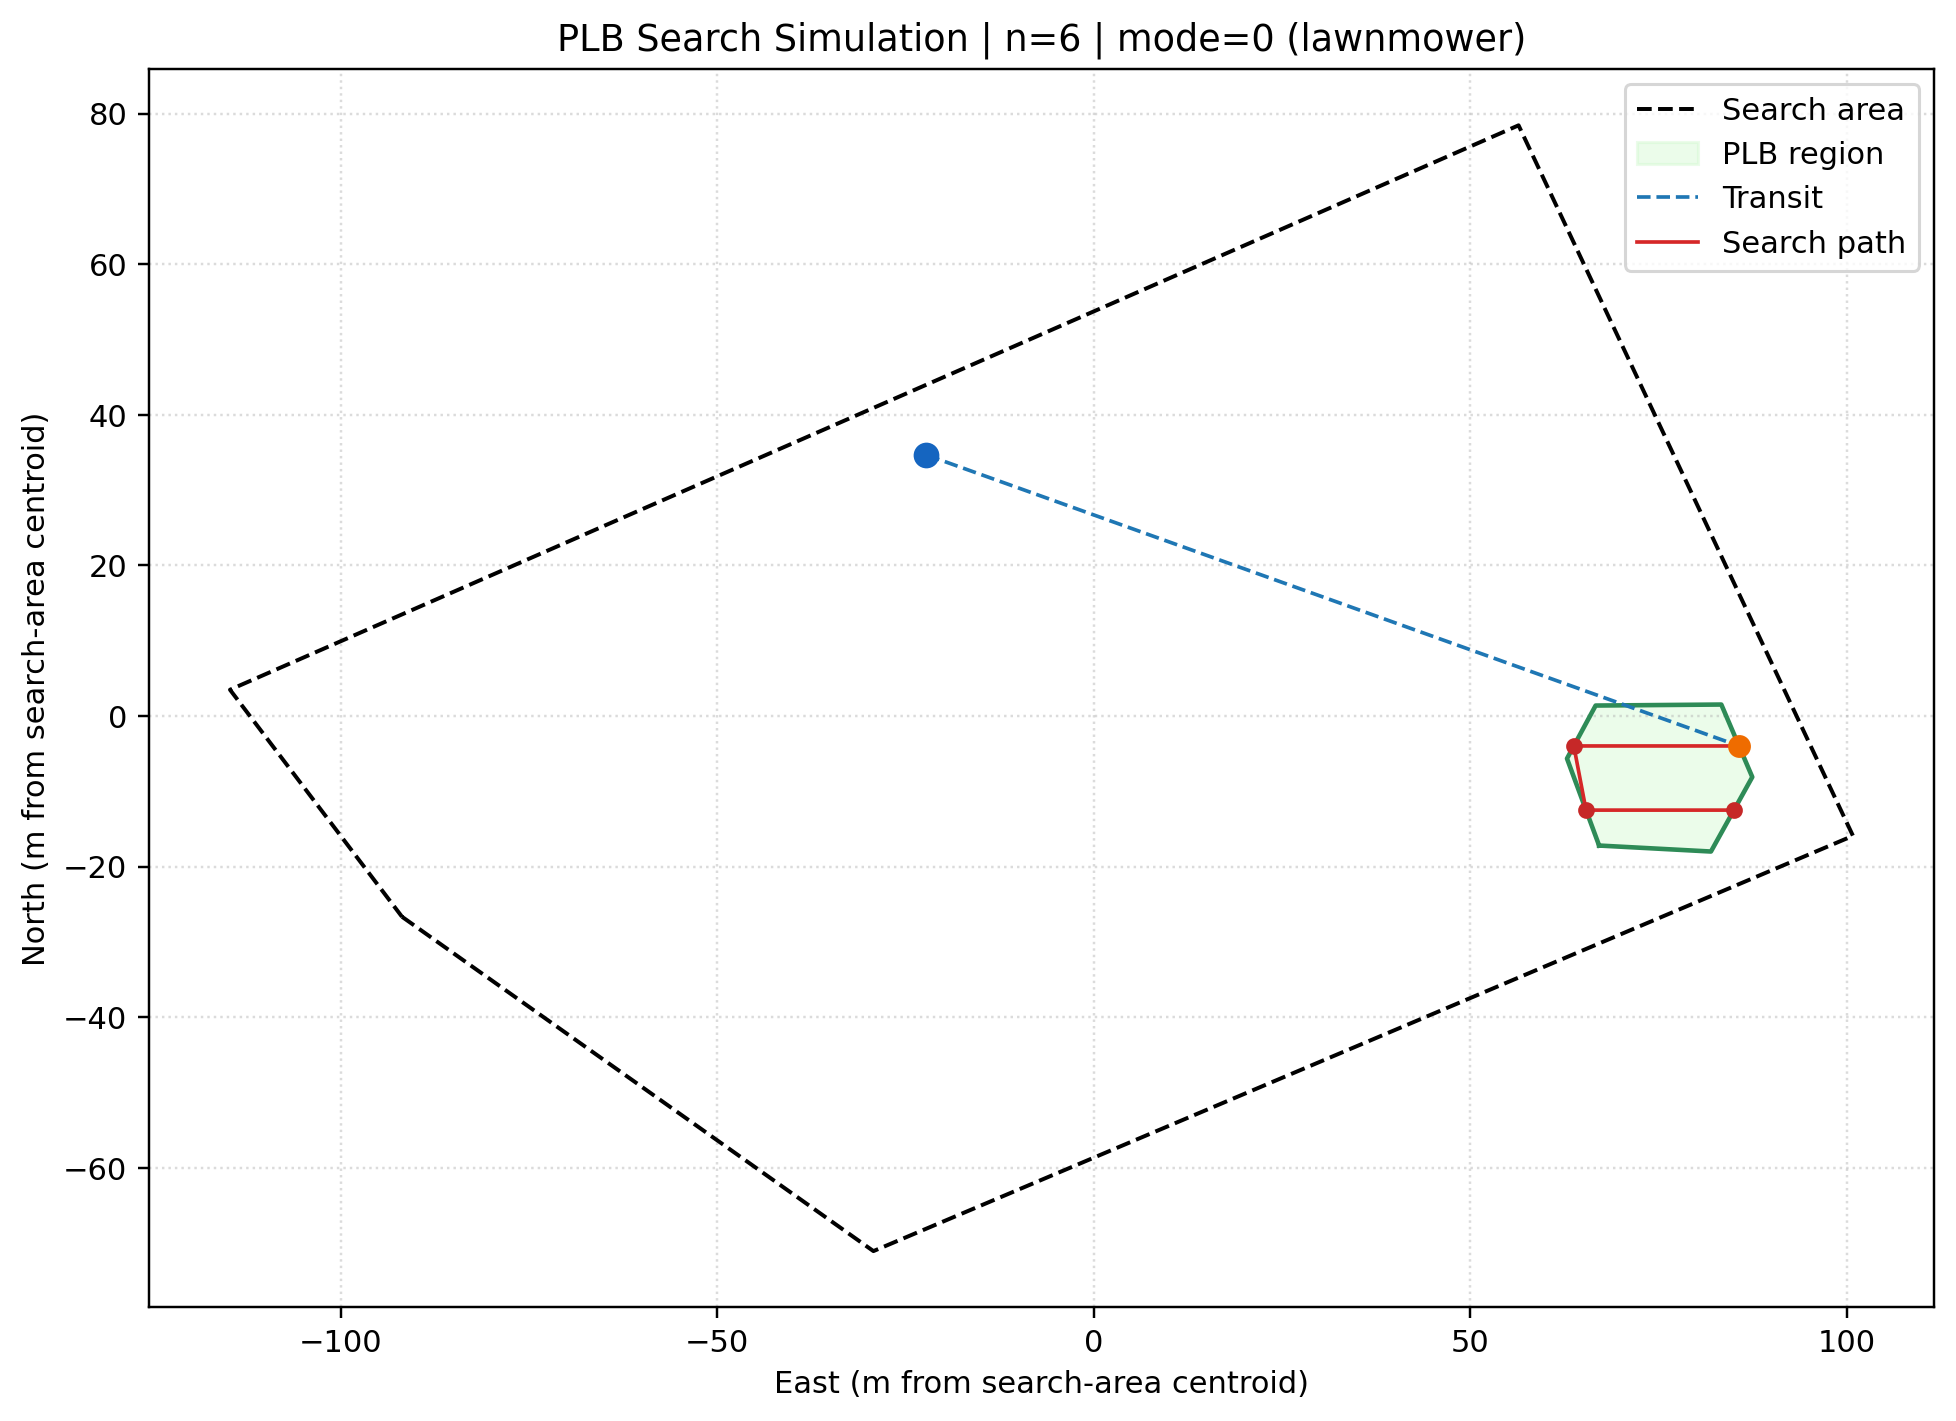 PLB Search Simulation | n=6 | mode=0 (lawnmower)
Search area
PLB region
Transit
Search path
80
60
40
20
0
−20
−40
−60
North (m from search-area centroid)
−100
−50
0
50
100
East (m from search-area centroid)